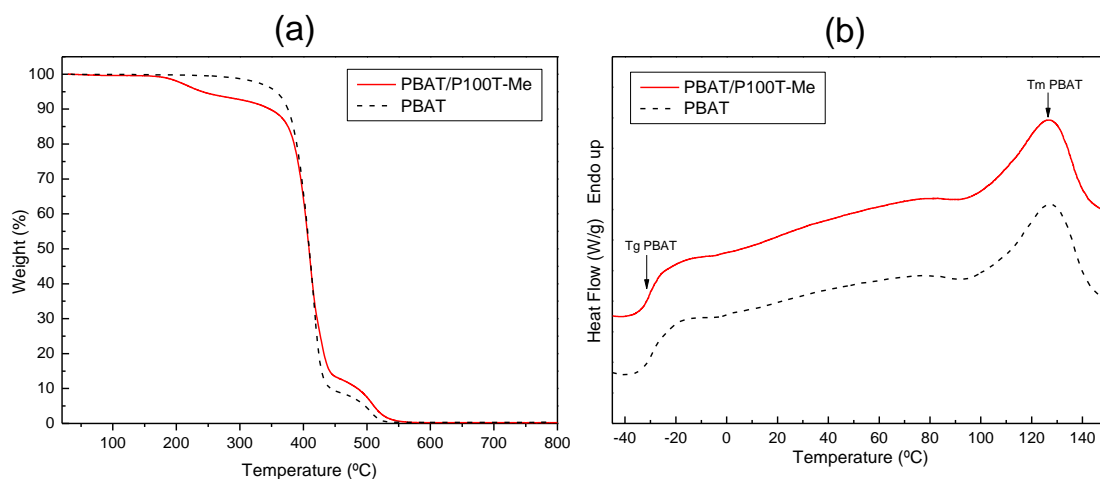 (a)
100
90
80
70
60
50
40
30
20
10
0
Weight (%)
PBAT/P100T-Me
PBAT
100 200 300 400 500 600 700 800
Temperature (ºC)
(b)
PBAT/P100T-Me
PBAT
Tm PBAT
Tg PBAT
Heat Flow (W/g) Endo up
-40 -20 0 20 40 60 80 100 120 140
Temperature (ºC)